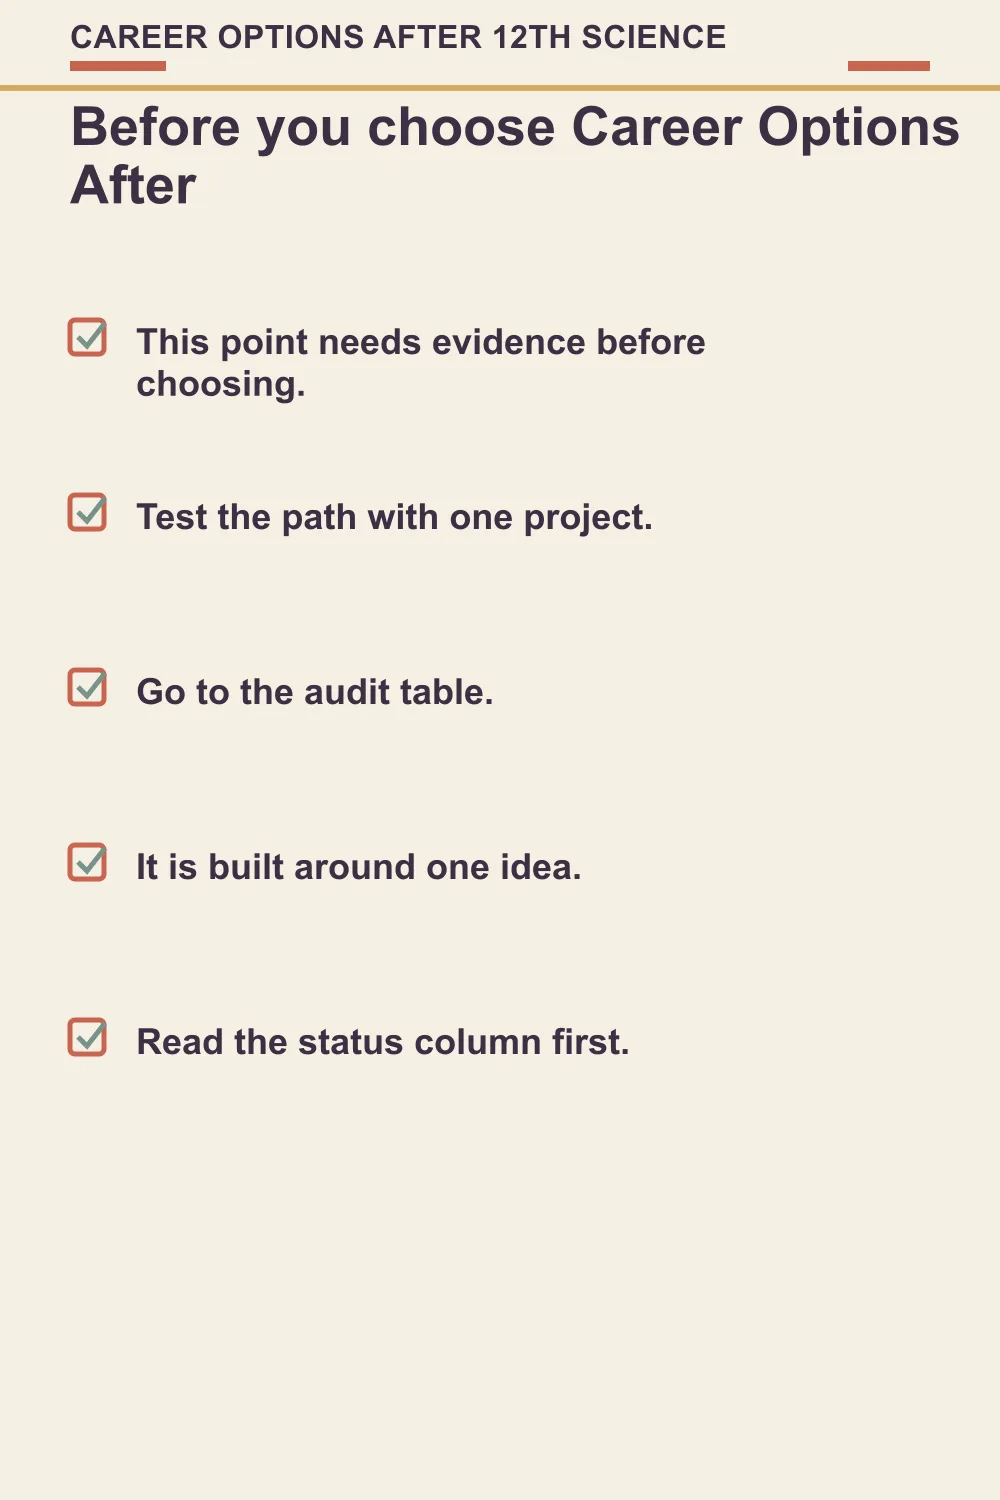 CAREER OPTIONS AFTER 12TH SCIENCE
Before you choose Career Options
After
This point needs evidence before
choosing.
Test the path with one project.
Go to the audit table.
It is built around one idea.
Read the status column first.